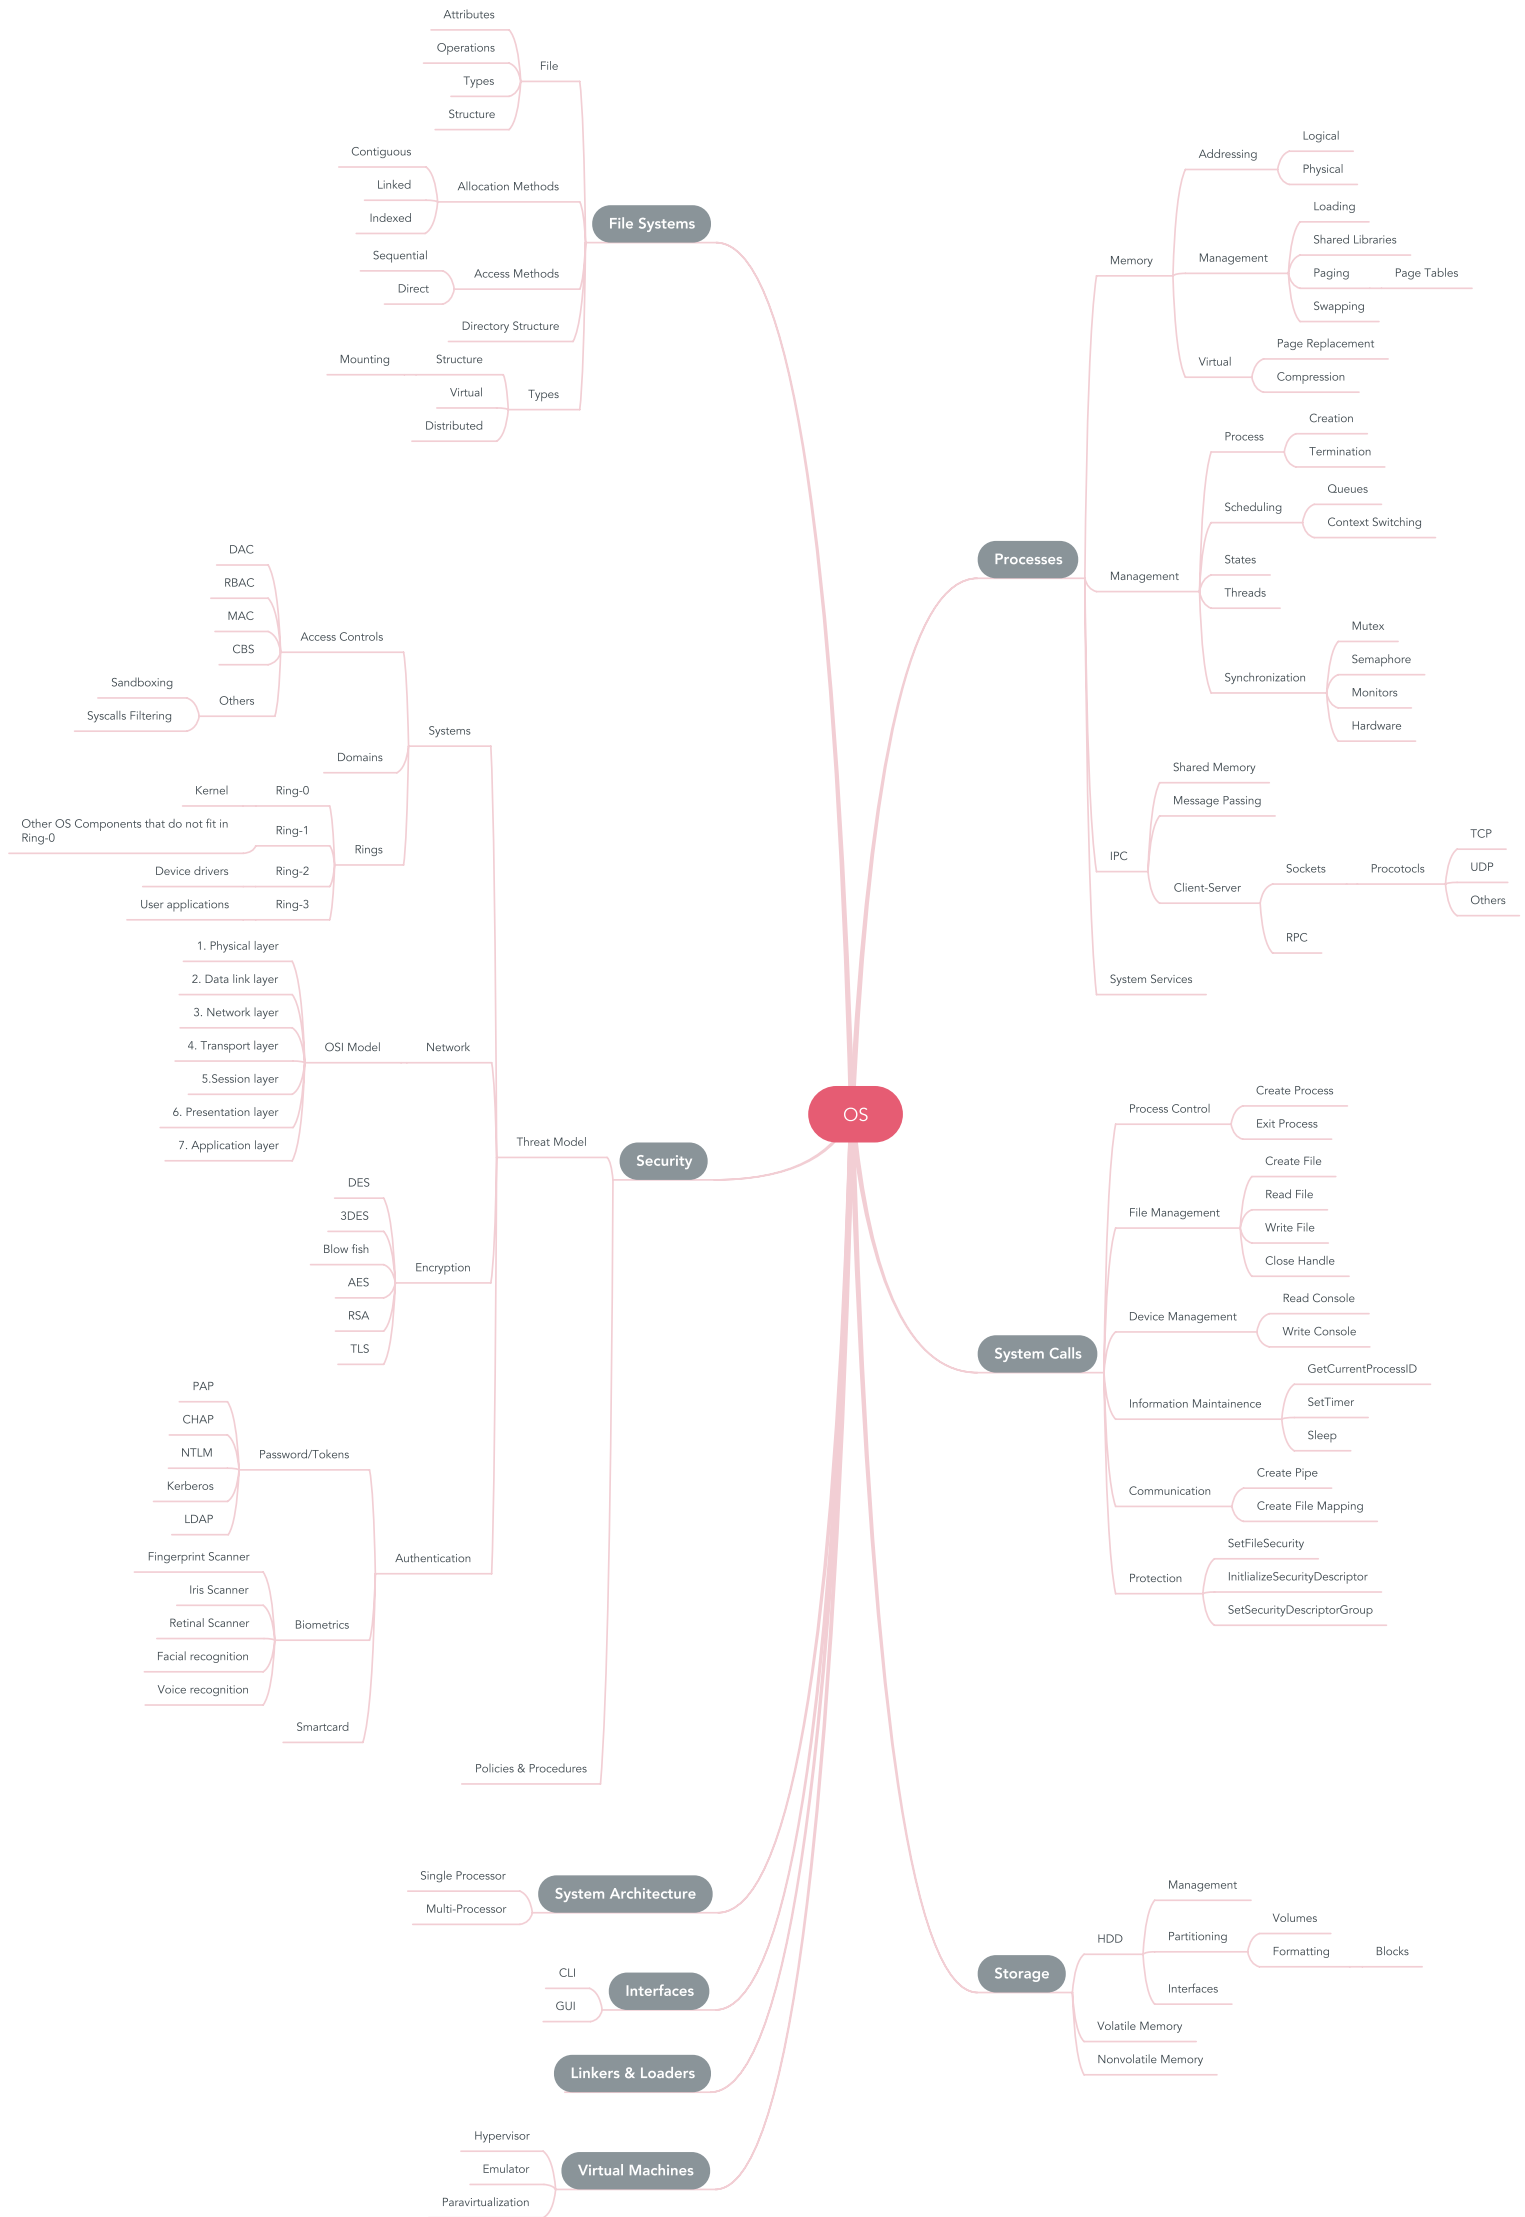 OS
File Systems
File
Attributes
Operations
Types
Structure
Allocation Methods
Contiguous
Linked
Indexed
Access Methods
Sequential
Direct
Directory Structure
Types
Structure
Mounting
Virtual
Distributed
Security
Threat Model
Systems
Access Controls
DAC
RBAC
MAC
CBS
Others
Sandboxing
Syscalls Filtering
Domains
Rings
Ring-0
Kernel
Ring-1
Other OS Components that do not fit in
Ring-0
Ring-2
Device drivers
Ring-3
User applications
Network
OSI Model
1. Physical layer
2. Data link layer
3. Network layer
4. Transport layer
5.Session layer
6. Presentation layer
7. Application layer
Encryption
DES
3DES
Blow fish
AES
RSA
TLS
Authentication
Password/Tokens
PAP
CHAP
NTLM
Kerberos
LDAP
Biometrics
Fingerprint Scanner
Iris Scanner
Retinal Scanner
Facial recognition
Voice recognition
Smartcard
Policies & Procedures
System Architecture
Single Processor
Multi-Processor
Interfaces
CLI
GUI
Linkers & Loaders
Virtual Machines
Hypervisor
Emulator
Paravirtualization
Processes
Memory
Addressing
Logical
Physical
Management
Loading
Shared Libraries
Paging
Page Tables
Swapping
Virtual
Page Replacement
Compression
Management
Process
Creation
Termination
Scheduling
Queues
Context Switching
States
Threads
Synchronization
Mutex
Semaphore
Monitors
Hardware
IPC
Shared Memory
Message Passing
Client-Server
Sockets
Procotocls
TCP
UDP
Others
RPC
System Services
System Calls
Process Control
Create Process
Exit Process
File Management
Create File
Read File
Write File
Close Handle
Device Management
Read Console
Write Console
Information Maintainence
GetCurrentProcessID
SetTimer
Sleep
Communication
Create Pipe
Create File Mapping
Protection
SetFileSecurity
InitlializeSecurityDescriptor
SetSecurityDescriptorGroup
Storage
HDD
Management
Partitioning
Volumes
Formatting
Blocks
Interfaces
Volatile Memory
Nonvolatile Memory